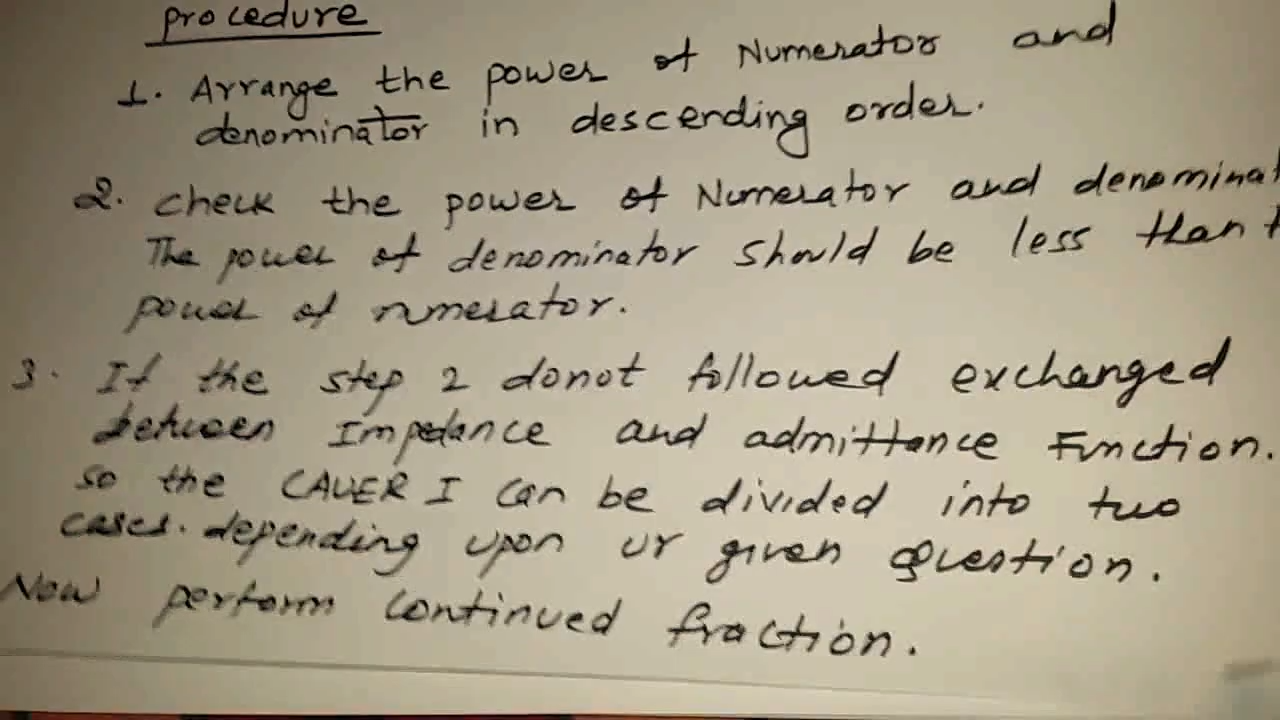 procedure
1. Arrange the power of Numerator and
denominator in descending order.
2. check the power of Numerator and denominat
The power of denominator should be less than t
power of numerator.
3. If the step 2 donot followed exchanged
between Impedance and admittance Function.
so the CAUER I can be divided into two
cases. depending upon ur given question.
Now perform continued fraction.